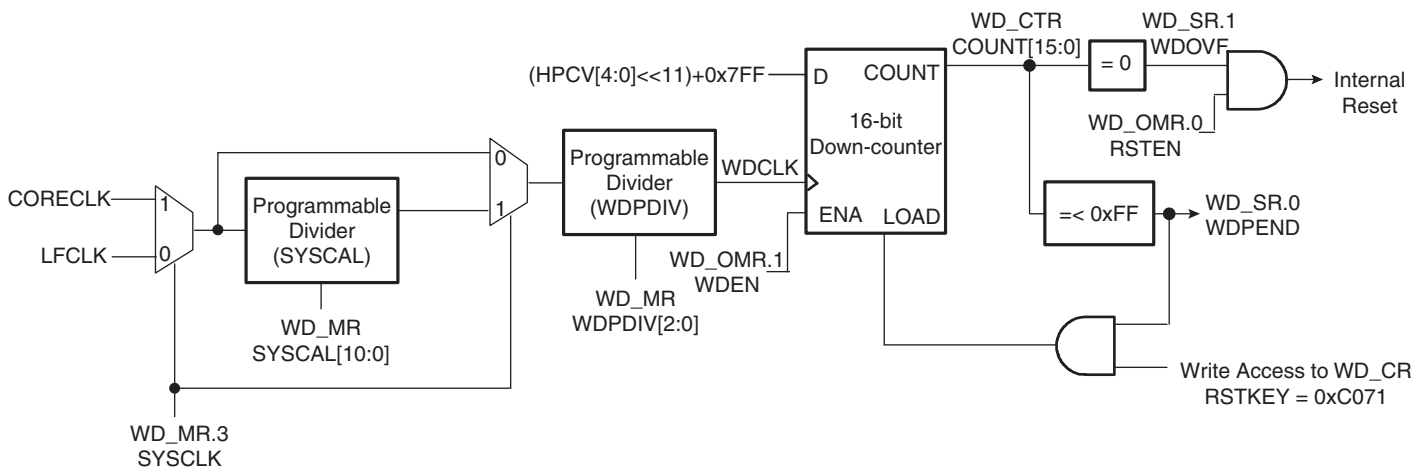 WD_CTR
COUNT[15:0]
WD_SR.1
WDOVF
(HPCV[4:0]<<11)+0x7FF
D
COUNT
= 0
Internal
Reset
16-bit
Down-counter
WD_OMR.0
RSTEN
CORECLK
LFCLK
1
0
Programmable
Divider
(SYSCAL)
0
1
Programmable
Divider
(WDPDIV)
WDCLK
ENA
LOAD
=< 0xFF
WD_SR.0
WDPEND
WD_OMR.1
WDEN
WD_MR
SYSCAL[10:0]
WD_MR
WDPDIV[2:0]
Write Access to WD_CR
RSTKEY = 0xC071
WD_MR.3
SYSCLK